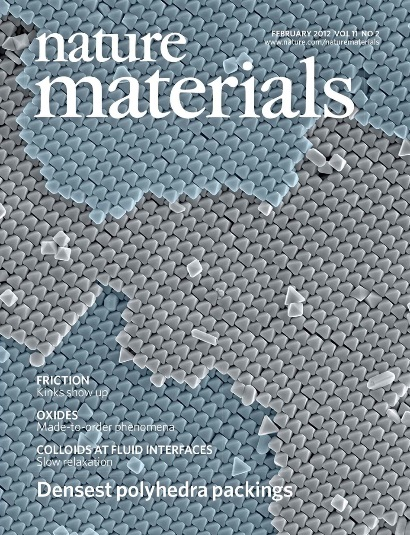 nature
materials
FEBRUARY 2012 VOL 11 NO 2
www.nature.com/naturematerials
FRICTION
Kinks show up
OXIDES
Made-to-order phenomena
COLLOIDS AT FLUID INTERFACES
Slow relaxation
Densest polyhedra packings